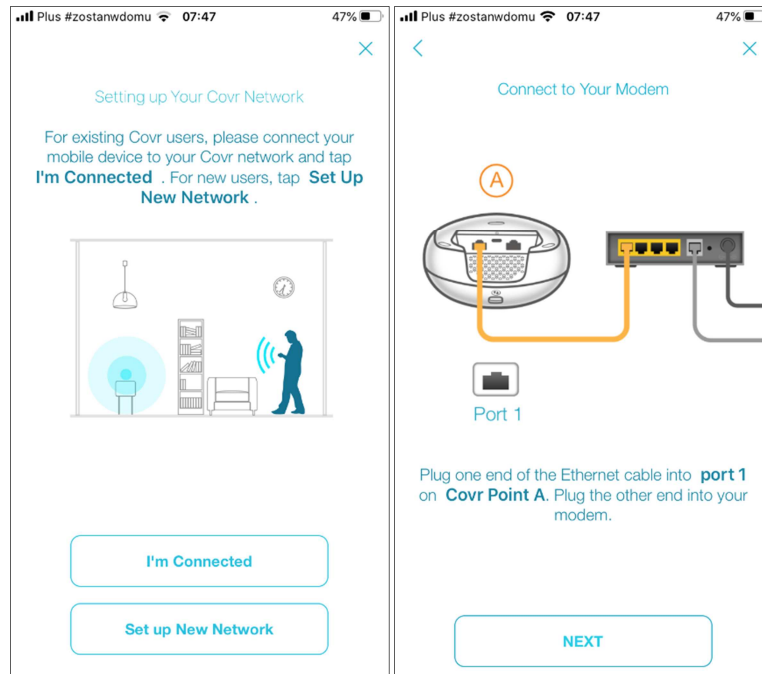 Plus #zostanwdomu 07:47 47%
Setting up Your Covr Network
For existing Covr users, please connect your
mobile device to your Covr network and tap
I'm Connected . For new users, tap Set Up
New Network .
I'm Connected
Set up New Network
Plus #zostanwdomu 07:47 47%
Connect to Your Modem
A
Port 1
Plug one end of the Ethernet cable into port 1
on Covr Point A. Plug the other end into your
modem.
NEXT